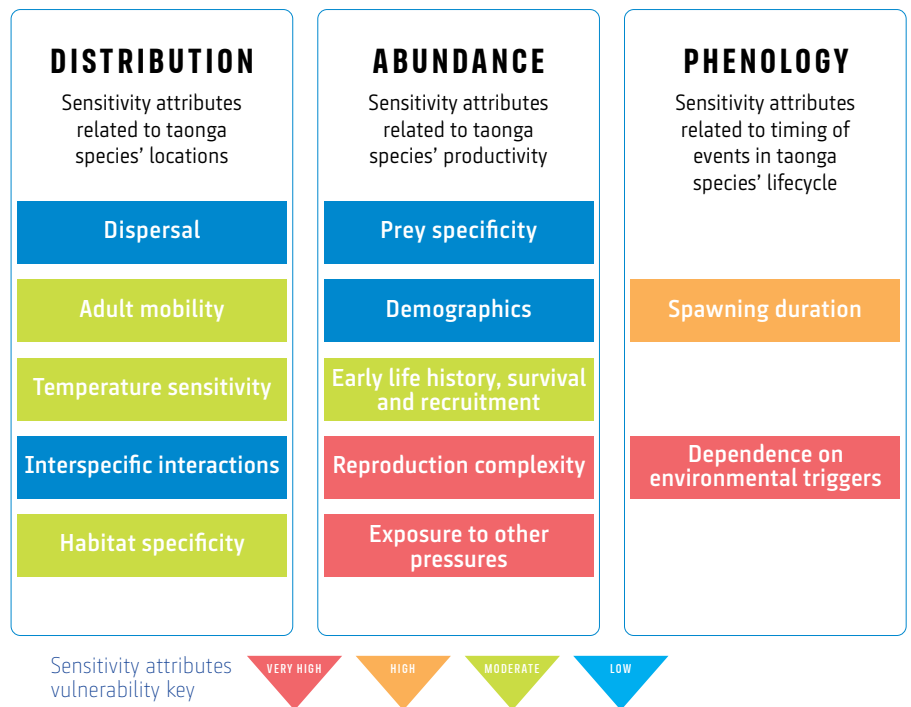 DISTRIBUTION
Sensitivity attributes
related to taonga
species' locations
Dispersal
Adult mobility
Temperature sensitivity
Interspecific interactions
Habitat specificity
ABUNDANCE
Sensitivity attributes
related to taonga
species' productivity
Prey specificity
Demographics
Early life history, survival
and recruitment
Reproduction complexity
Exposure to other
pressures
PHENOLOGY
Sensitivity attributes
related to timing of
events in taonga
species' lifecycle
Spawning duration
Dependence on
environmental triggers
Sensitivity attributes
vulnerability key
VERY HIGH
HIGH
MODERATE
LOW